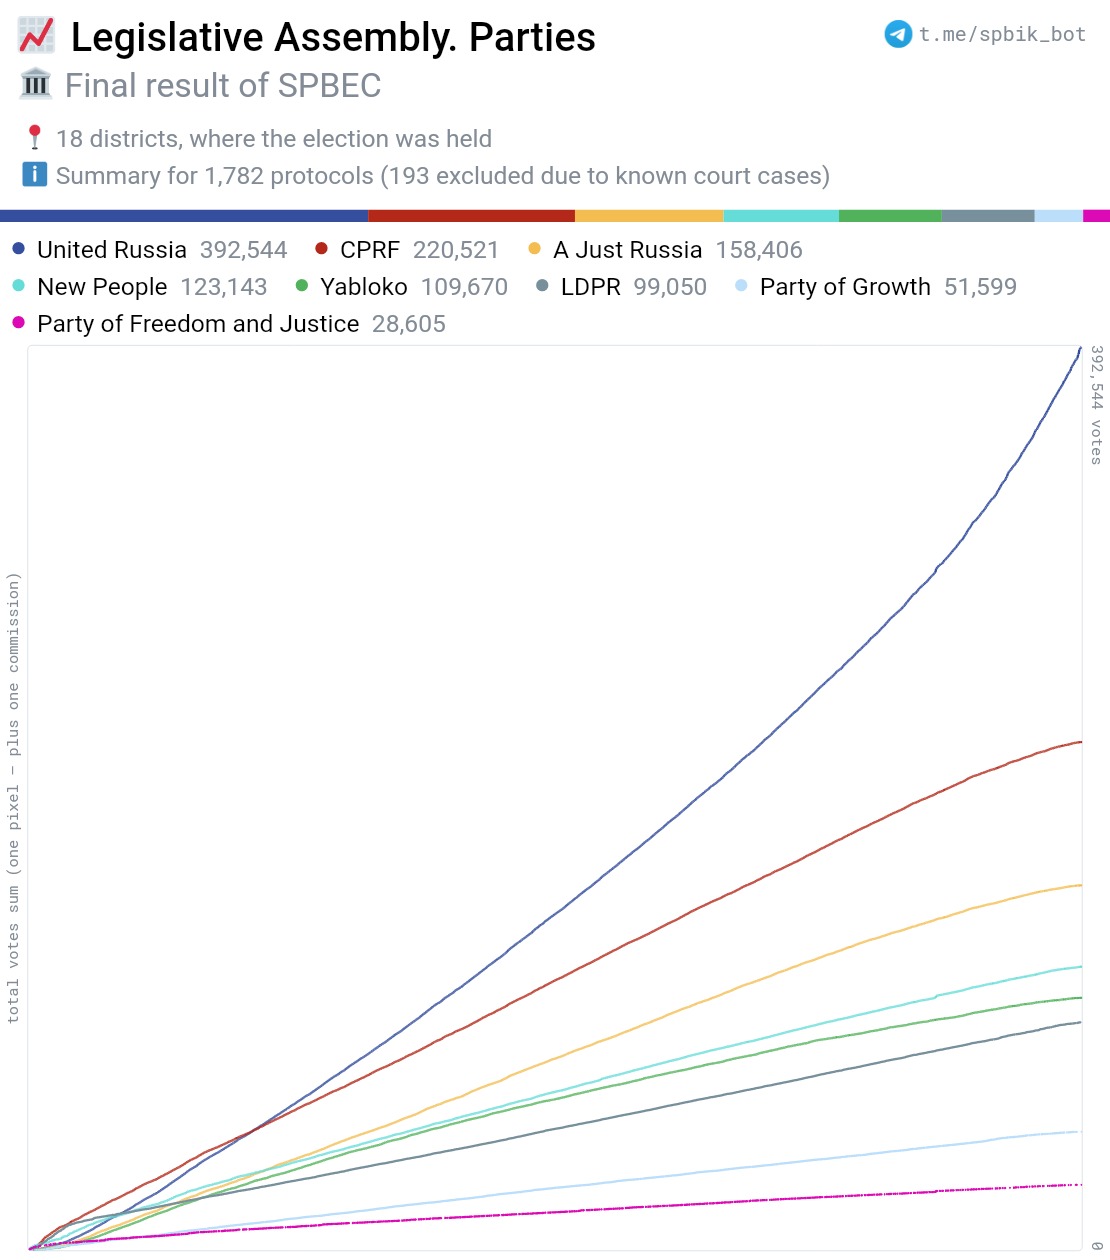 Legislative Assembly. Parties
t.me/spbik_bot
Final result of SPBEC
18 districts, where the election was held
Summary for 1,782 protocols (193 excluded due to known court cases)
United Russia 392,544 CPRF 220,521 A Just Russia 158,406
New People 123,143 Yabloko 109,670 LDPR 99,050 Party of Growth 51,599
Party of Freedom and Justice 28,605
392,544 votes
total votes sum (one pixel – plus one commission)
0